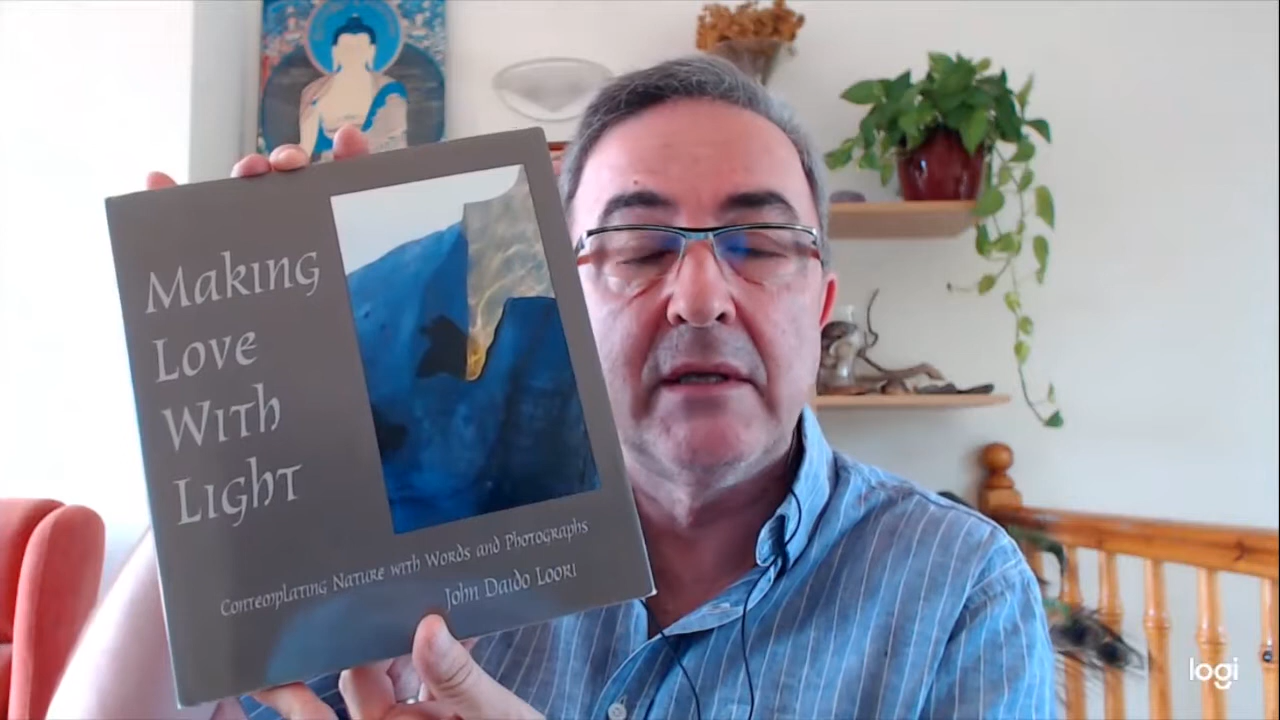 Making
Love
With
Light
Contemplating Nature with Words and Photographs
John Daido Loori
logi